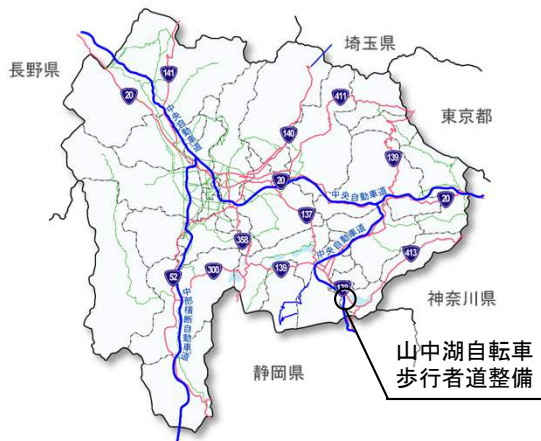 埼玉県
長野県
141
20
中央自動車道
411
東京都
140
139
20
中央自動車道
20
137
358
中央自動車道
413
52
300
139
138
神奈川県
中部横断自動車道
静岡県
山中湖自転車
歩行者道整備